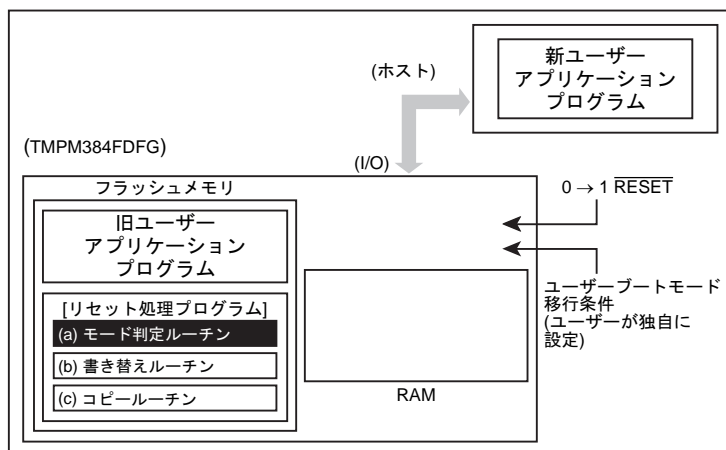 新ユーザー
アプリケーション
プログラム
(ホスト)
(TMPM384FDFG)
(I/O)
フラッシュメモリ
旧ユーザー
アプリケーション
プログラム
[リセット処理プログラム]
(a) モード判定ルーチン
(b) 書き替えルーチン
(c) コピールーチン
RAM
0 → 1 RESET
ユーザーブートモード
移行条件
(ユーザーが独自に
設定)